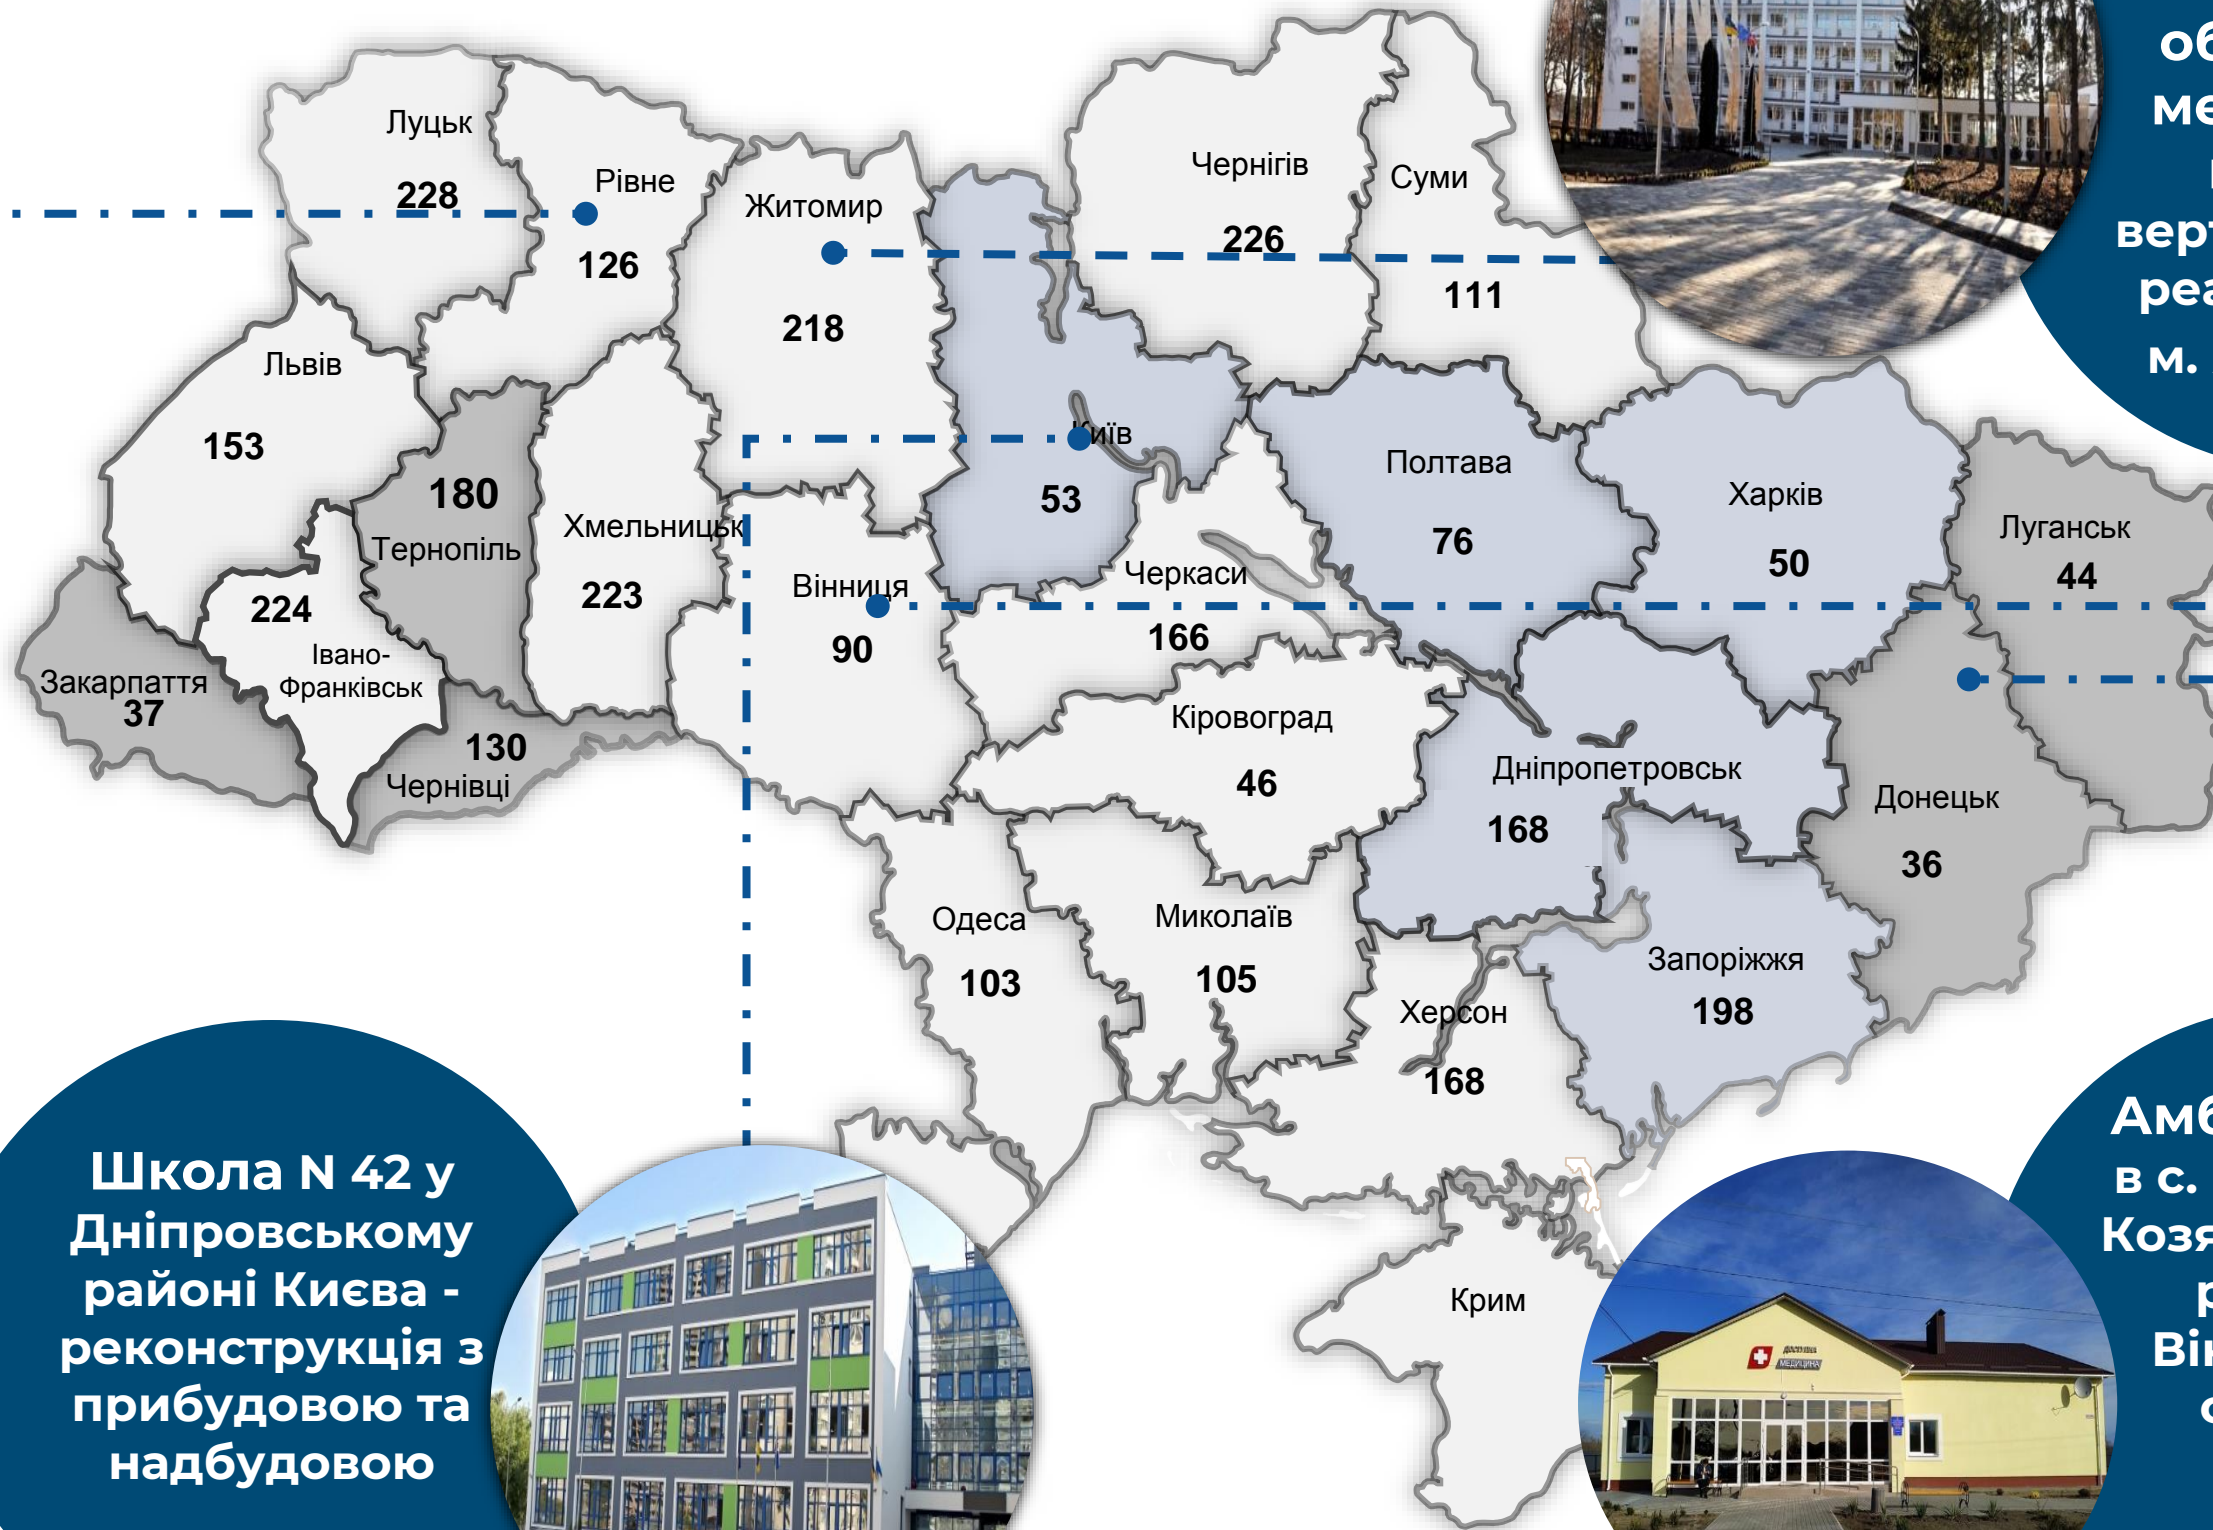 Луцьк
228
Рівне
126
Житомир
218
Чернігів
226
Суми
111
Львів
153
180
Тернопіль
Хмельницьк
223
53
Полтава
76
Харків
50
Луганськ
44
Вінниця
90
Черкаси
166
224
Івано-
Франківськ
Закарпаття
37
130
Чернівці
Кіровоград
46
Дніпропетровськ
168
Донецьк
36
Одеса
103
Миколаїв
105
Херсон
168
Запоріжжя
198
Крим
м.
Школа N 42 у
Дніпровському
районі Києва -
реконструкція з
прибудовою та
надбудовою
в с.
МЕДИЦИНА